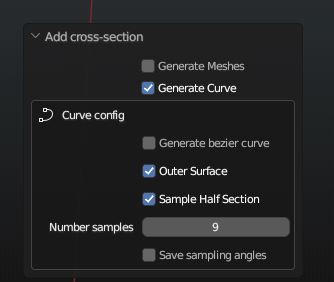 Add cross-section
Generate Meshes
Generate Curve
Curve config
Generate bezier curve
Outer Surface
Sample Half Section
Number samples 9
Save sampling angles